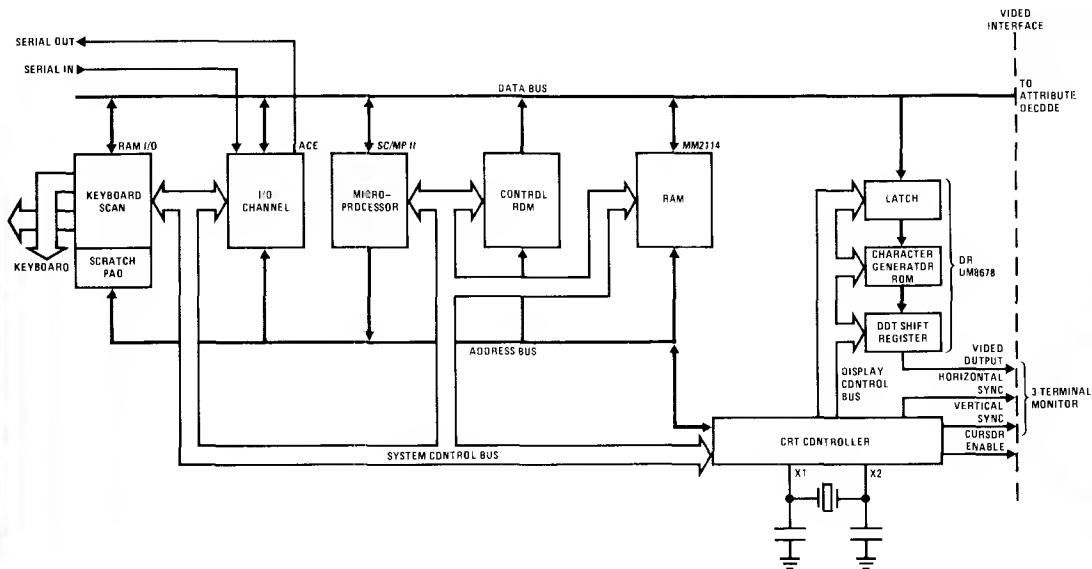 VIDEO
INTERFACE
SERIAL OUT
SERIAL IN
DATA BUS
TO
ATTRIBUTE
DECODE
RAM I/O
ACE
SC/MP II
MM2114
KEYBOARD
SCAN
I/O
CHANNEL
MICRO-
PROCESSOR
CONTROL
ROM
RAM
LATCH
KEYBOARD
SCRATCH
PAD
CHARACTER
GENERATOR
ROM
OR
UM8678
DOT SHIFT
REGISTER
ADDRESS BUS
VIDEO
OUTPUT
DISPLAY
CONTROL
BUS
HORIZONTAL
SYNC
3 TERMINAL
MONITOR
VERTICAL
SYNC
CRT CONTROLLER
CURSOR
ENABLE
SYSTEM CONTROL BUS
X1
X2